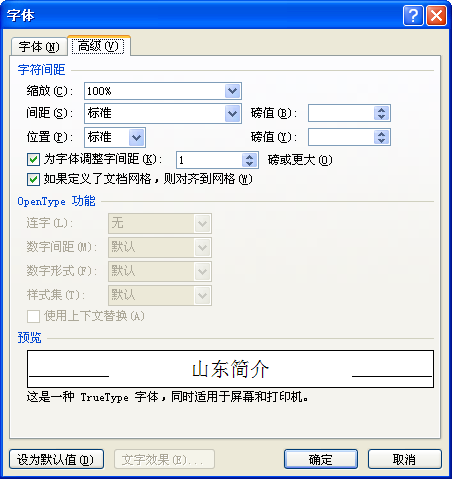 字体
字体(N) 高级(V)
字符间距
缩放(C): 100%
间距(S): 标准 磅值(B):
位置(P): 标准 磅值(Y):
为字体调整字间距(K): 1 磅或更大(O)
如果定义了文档网格，则对齐到网格(W)
OpenType 功能
连字(L): 无
数字间距(M): 默认
数字形式(F): 默认
样式集(T): 默认
使用上下文替换(A)
预览
山东简介
这是一种 TrueType 字体，同时适用于屏幕和打印机。
设为默认值(D) 文字效果(E)... 确定 取消